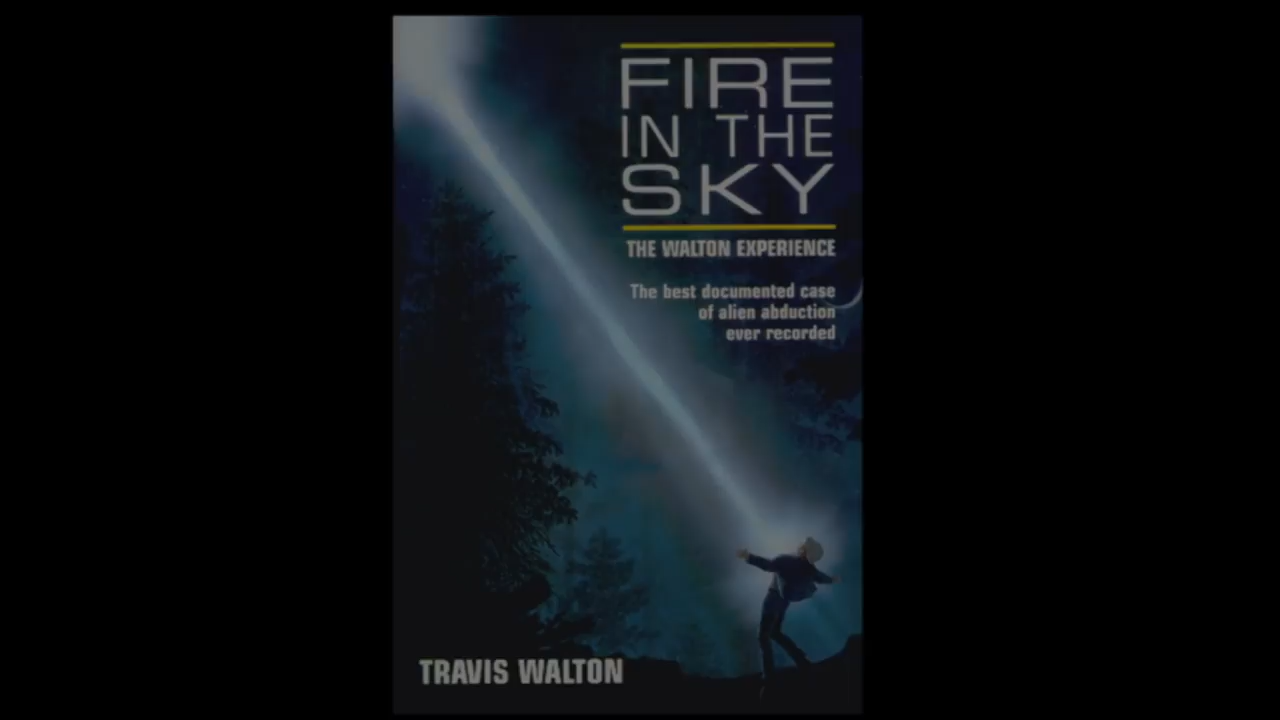 FIRE
IN THE
SKY
THE WALTON EXPERIENCE
The best documented case
of alien abduction
ever recorded
TRAVIS WALTON